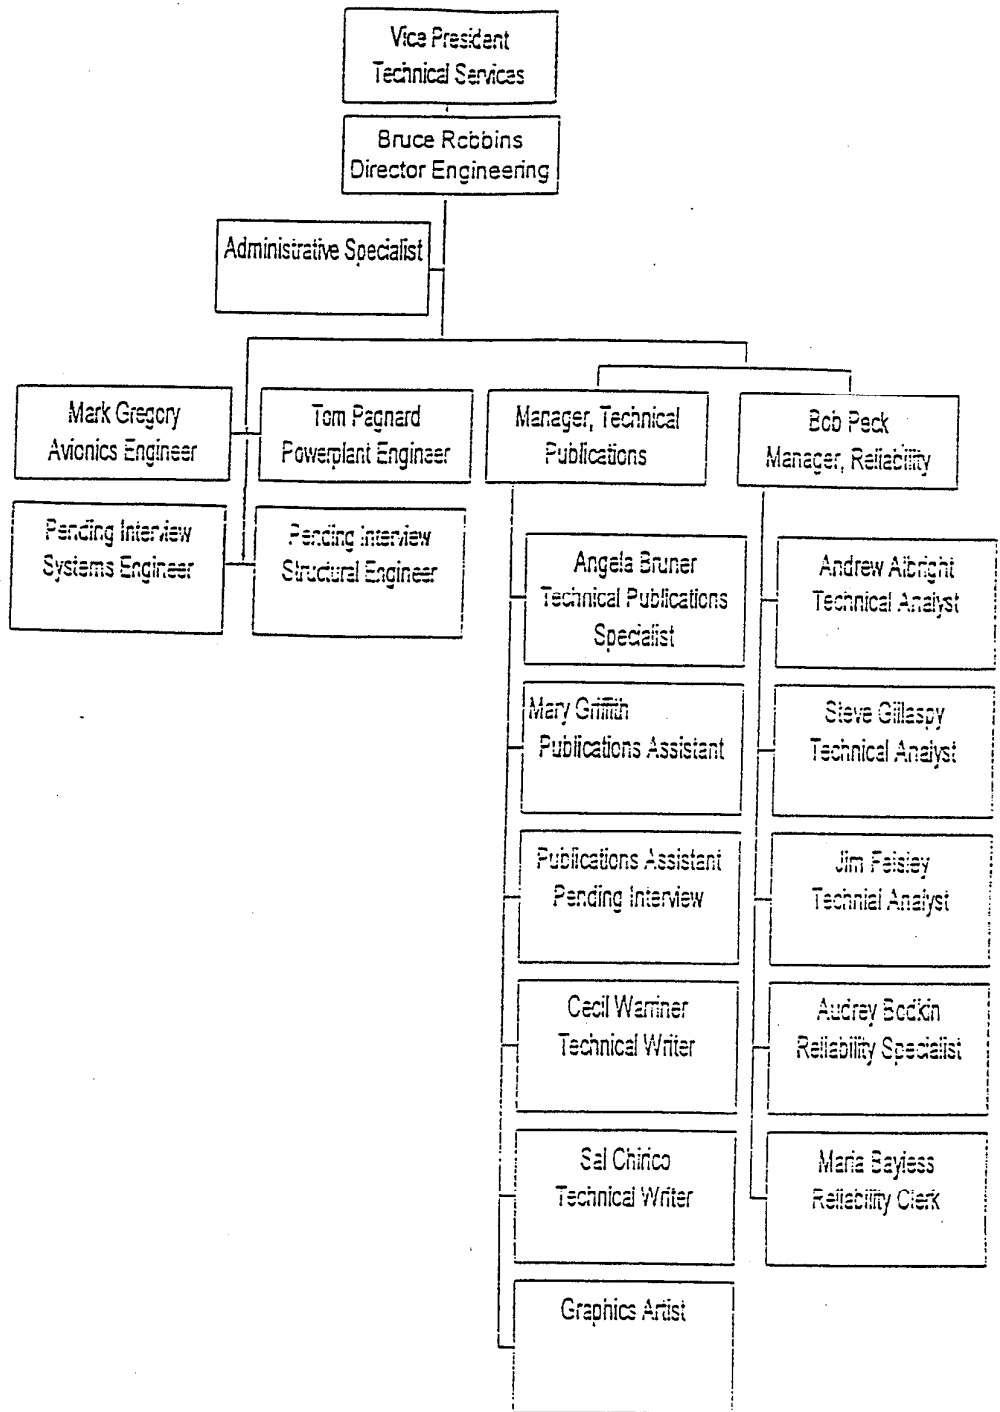 Vice President
Technical Services
Bruce Robbins
Director Engineering
Administrative Specialist
Mark Gregory
Avionics Engineer
Tom Pagnard
Powerplant Engineer
Manager, Technical
Publications
Bob Peck
Manager, Reliability
Pending Interview
Systems Engineer
Pending Interview
Structural Engineer
Angela Bruner
Technical Publications
Specialist
Andrew Albright
Technical Analyst
Mary Griffith
Publications Assistant
Steve Gillaspy
Technical Analyst
Publications Assistant
Pending Interview
Jim Feisley
Technial Analyst
Cecil Warriner
Technical Writer
Audrey Bodkin
Reliability Specialist
Sal Chirico
Technical Writer
Maria Bayless
Reliability Clerk
Graphics Artist